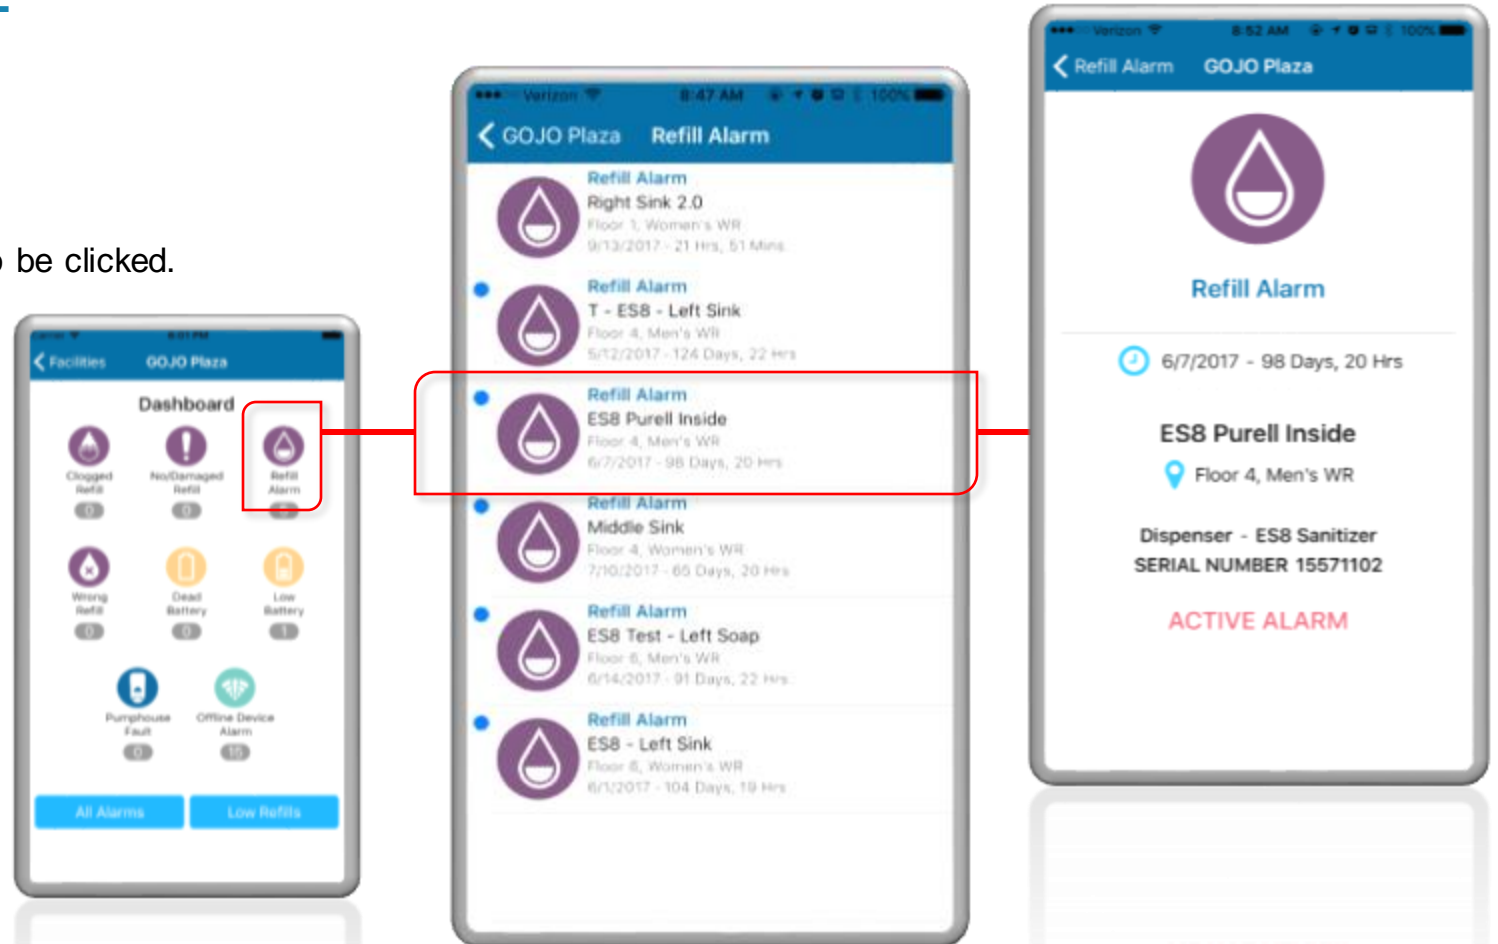 be clicked.
Facilities GOJO Plaza
Dashboard
Clogged Refill
0
No/Damaged Refill
0
Refill Alarm
Wrong Refill
0
Dead Battery
0
Low Battery
1
Pumphouse Fault
0
Offline Device Alarm
15
All Alarms
Low Refills
Verizon 8:47 AM 100%
GOJO Plaza Refill Alarm
Refill Alarm
Right Sink 2.0
Floor 1, Women's WR
9/13/2017 - 21 Hrs, 51 Mins
Refill Alarm
T - ES8 - Left Sink
Floor 4, Men's WR
5/12/2017 - 124 Days, 22 Hrs
Refill Alarm
ES8 Purell Inside
Floor 4, Men's WR
6/7/2017 - 98 Days, 20 Hrs
Refill Alarm
Middle Sink
Floor 4, Women's WR
7/10/2017 - 65 Days, 20 Hrs
Refill Alarm
ES8 Test - Left Soap
Floor 6, Men's WR
6/14/2017 - 91 Days, 22 Hrs
Refill Alarm
ES8 - Left Sink
Floor 6, Women's WR
6/1/2017 - 104 Days, 19 Hrs
Verizon 8:52 AM 100%
Refill Alarm GOJO Plaza
Refill Alarm
6/7/2017 - 98 Days, 20 Hrs
ES8 Purell Inside
Floor 4, Men's WR
Dispenser - ES8 Sanitizer
SERIAL NUMBER 15571102
ACTIVE ALARM